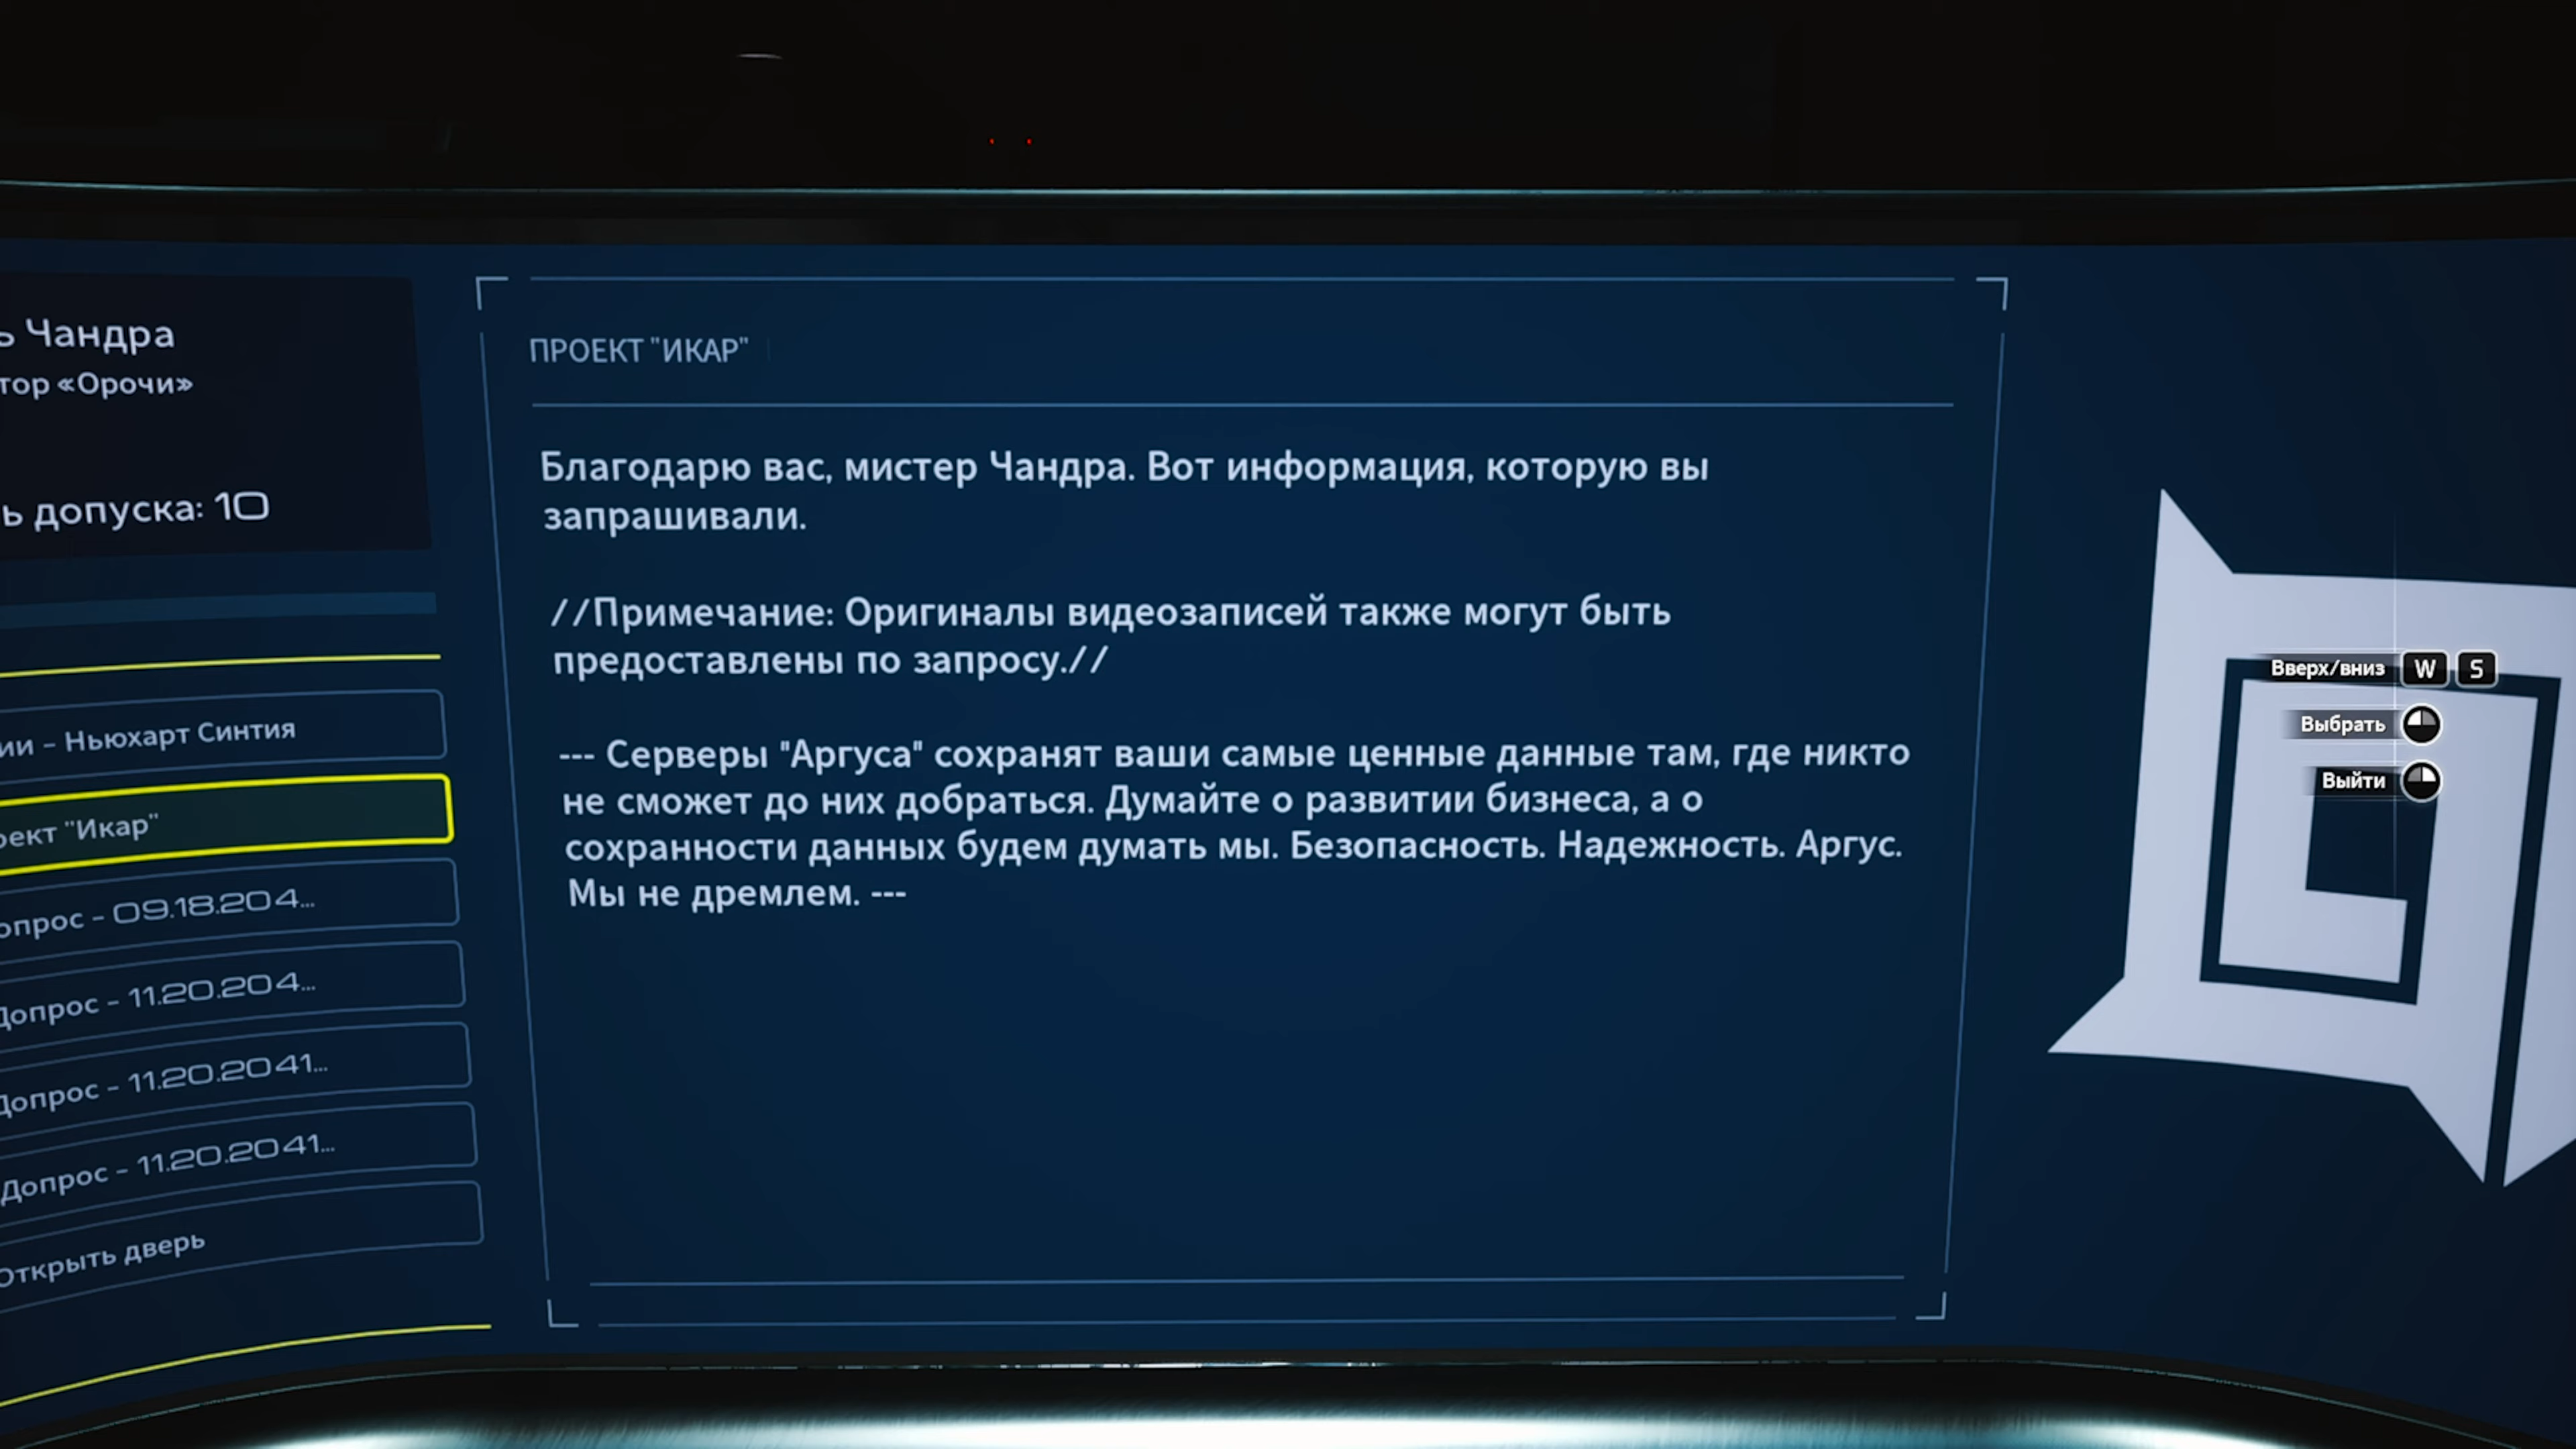 Чандра
«Орочи»
допуска: 10
– Ньюхарт Синтия
"Икар"
– 09.18.204...
Допрос – 11.20.204...
Допрос – 11.20.2041...
Допрос – 11.20.2041...
Открыть дверь
ПРОЕКТ "ИКАР"
Благодарю вас, мистер Чандра. Вот информация, которую вы
запрашивали.
//Примечание: Оригиналы видеозаписей также могут быть
предоставлены по запросу.//
--- Серверы "Аргуса" сохранят ваши самые ценные данные там, где никто
не сможет до них добраться. Думайте о развитии бизнеса, а о
сохранности данных будем думать мы. Безопасность. Надежность. Аргус.
Мы не дремлем. ---
Вверх/вниз W S
Выбрать
Выйти